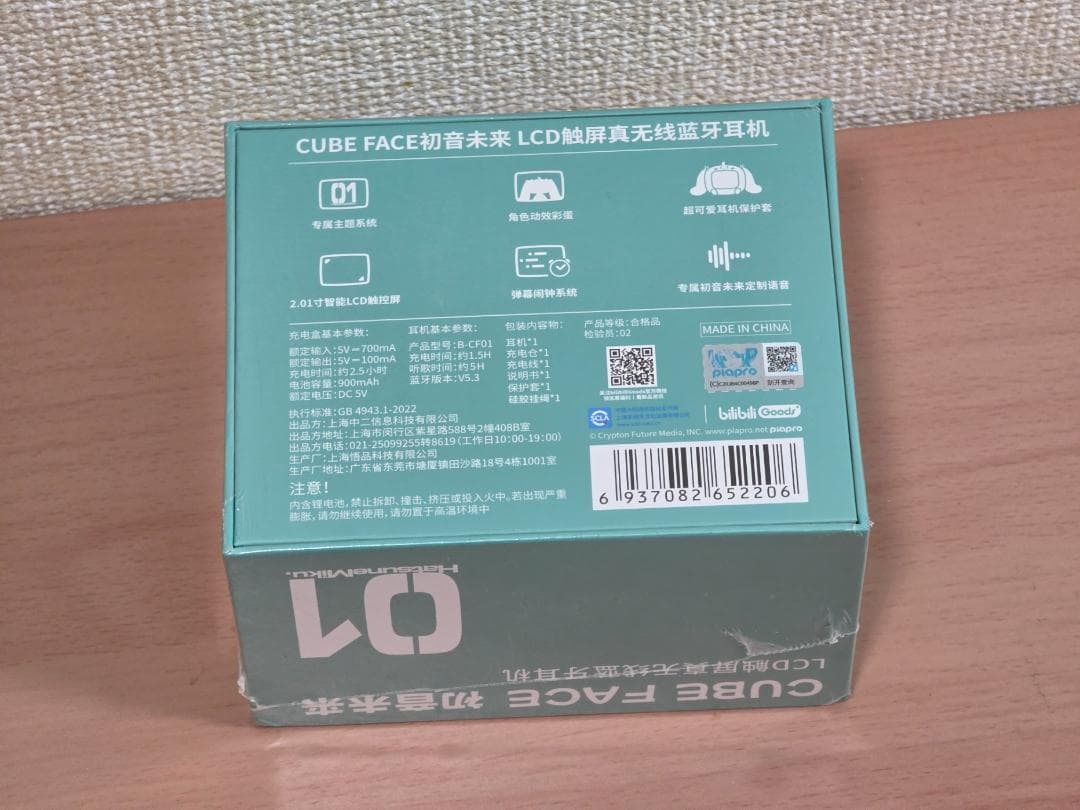 CUBE FACE初音未来 LCD触屏真无线蓝牙耳机
01
专属主题系统
角色动效彩蛋
超可爱耳机保护套
2.01寸智能LCD触控屏
弹幕闹钟系统
专属初音未来定制语音
充电盒基本参数:
额定输入:5V⎓700mA
额定输出:5V⎓100mA
充电时间:约2.5小时
电池容量:900mAh
额定电压:DC 5V
耳机基本参数:
产品型号:B-CF01
充电时间:约1.5H
听歌时间:约5H
蓝牙版本:V5.3
包装内容物:
耳机*1
充电仓*1
充电线*1
说明书*1
保护套*1
硅胶挂绳*1
产品等级:合格品
检验员:02
MADE IN CHINA
piapro
刮开查询
SCLA
bilibili Goods
© Crypton Future Media, INC. www.piapro.net piapro
执行标准:GB 4943.1-2022
出品方:上海中二信息科技有限公司
出品方地址:上海市闵行区紫星路588号2幢408B室
出品方电话:021-25099255转8619(工作日10:00-19:00)
生产厂:上海悟品科技有限公司
生产厂地址:广东省东莞市塘厦镇田沙路18号4栋1001室
注意!
内含锂电池,禁止拆卸、撞击、挤压或投入火中。若出现严重
膨胀,请勿继续使用,请勿置于高温环境中
6 937082 652206
HatsuneMiku.
01
LCD触屏真无线蓝牙耳机
CUBE FACE 初音未来